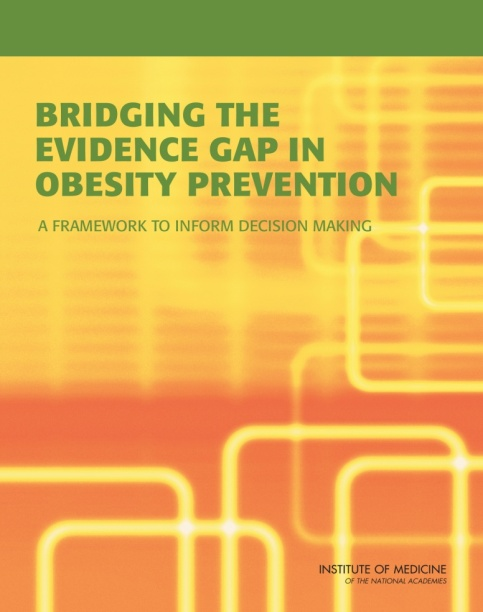 BRIDGING THE
EVIDENCE GAP IN
OBESITY PREVENTION
A FRAMEWORK TO INFORM DECISION MAKING
INSTITUTE OF MEDICINE
OF THE NATIONAL ACADEMIES